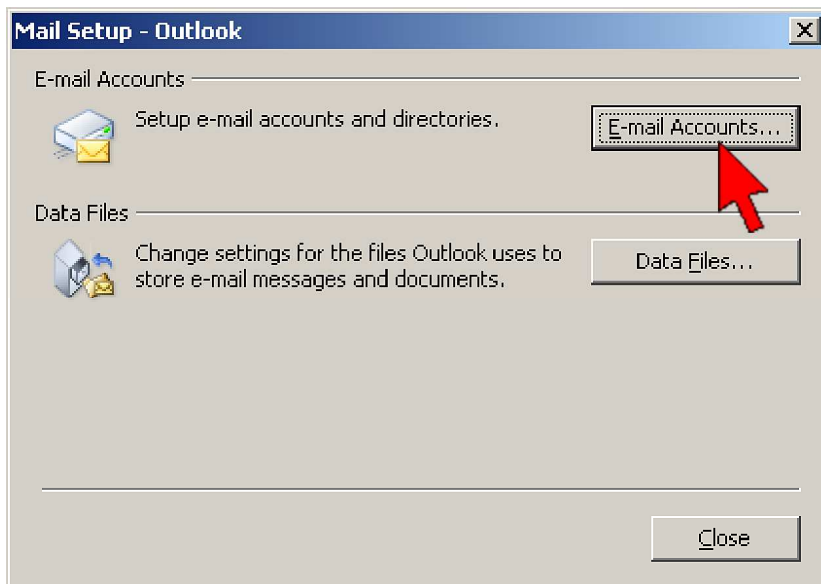 Mail Setup - Outlook
E-mail Accounts
Setup e-mail accounts and directories.
E-mail Accounts...
Data Files
Change settings for the files Outlook uses to
store e-mail messages and documents.
Data Files...
Close